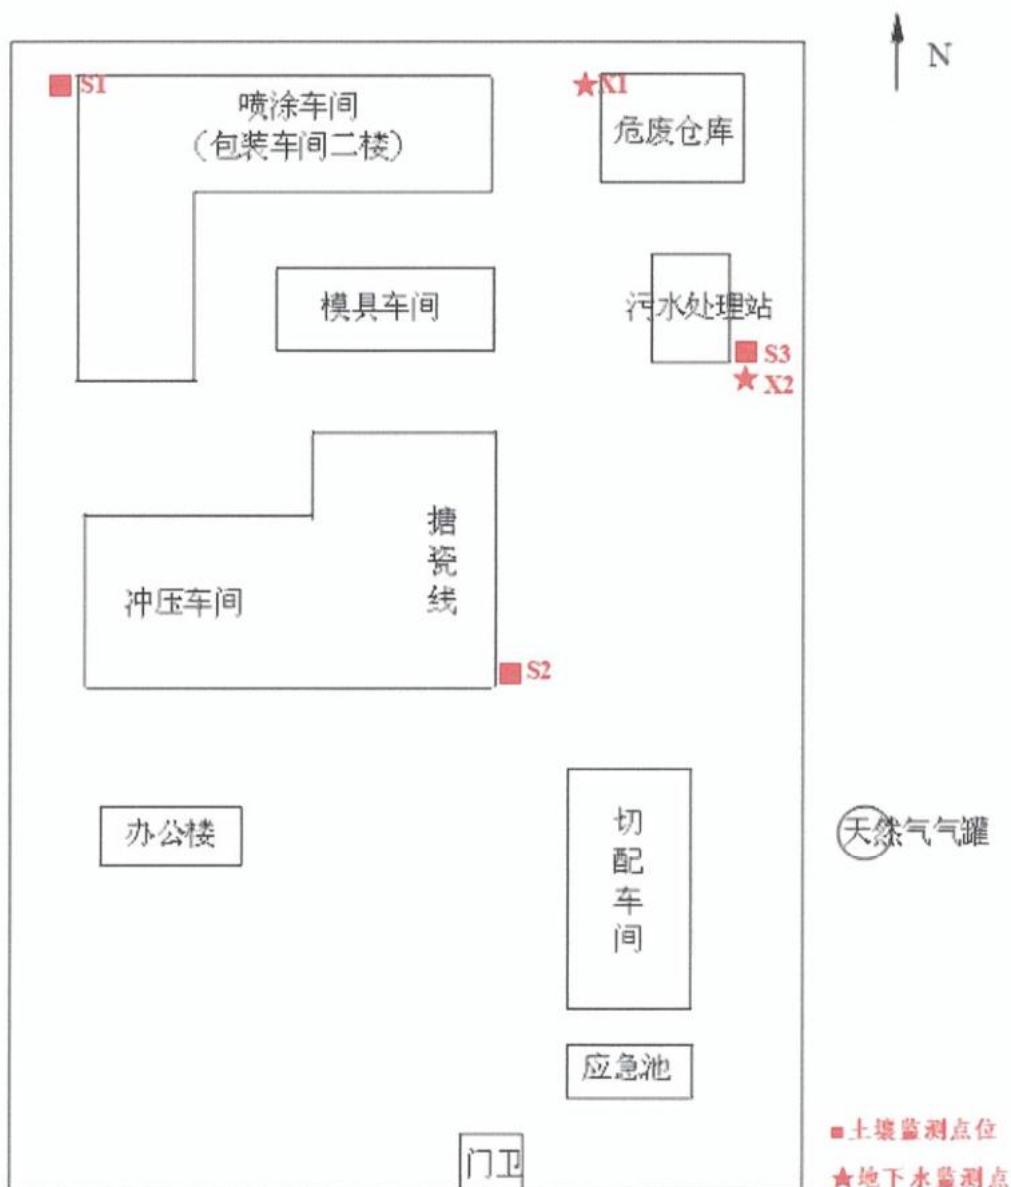 N
S1
X1
喷涂车间
（包装车间二楼）
危废仓库
模具车间
污水处理站
S3
X2
搪瓷线
冲压车间
S2
办公楼
切配车间
天然气气罐
应急池
门卫
土壤监测点位
地下水监测点